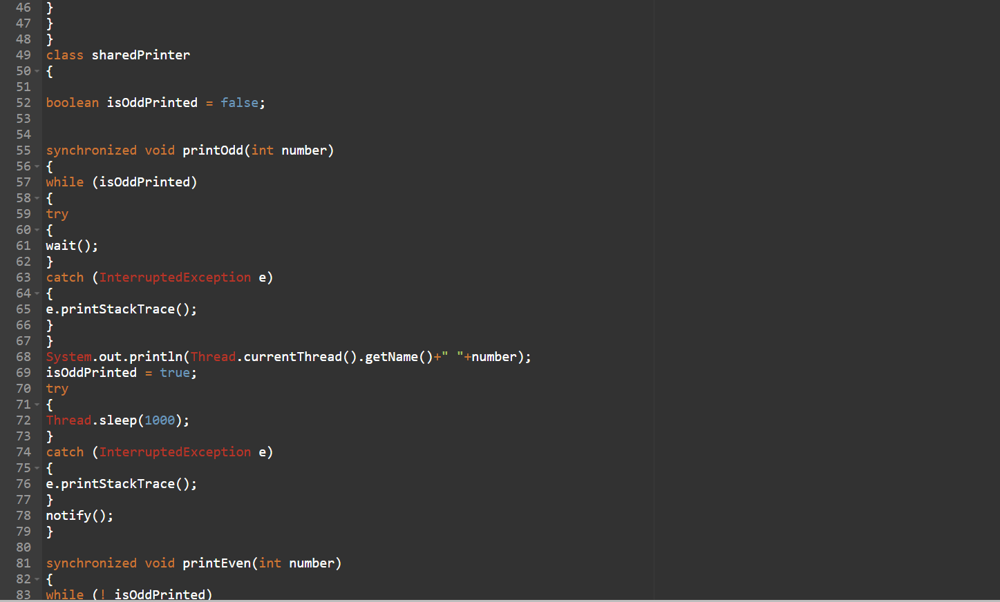 46 }
47 }
48 }
49 class sharedPrinter
50 {
51
52 boolean isOddPrinted = false;
53
54
55 synchronized void printOdd(int number)
56 {
57 while (isOddPrinted)
58 {
59 try
60 {
61 wait();
62 }
63 catch (InterruptedException e)
64 {
65 e.printStackTrace();
66 }
67 }
68 System.out.println(Thread.currentThread().getName()+" "+number);
69 isOddPrinted = true;
70 try
71 {
72 Thread.sleep(1000);
73 }
74 catch (InterruptedException e)
75 {
76 e.printStackTrace();
77 }
78 notify();
79 }
80
81 synchronized void printEven(int number)
82 {
83 while (! isOddPrinted)